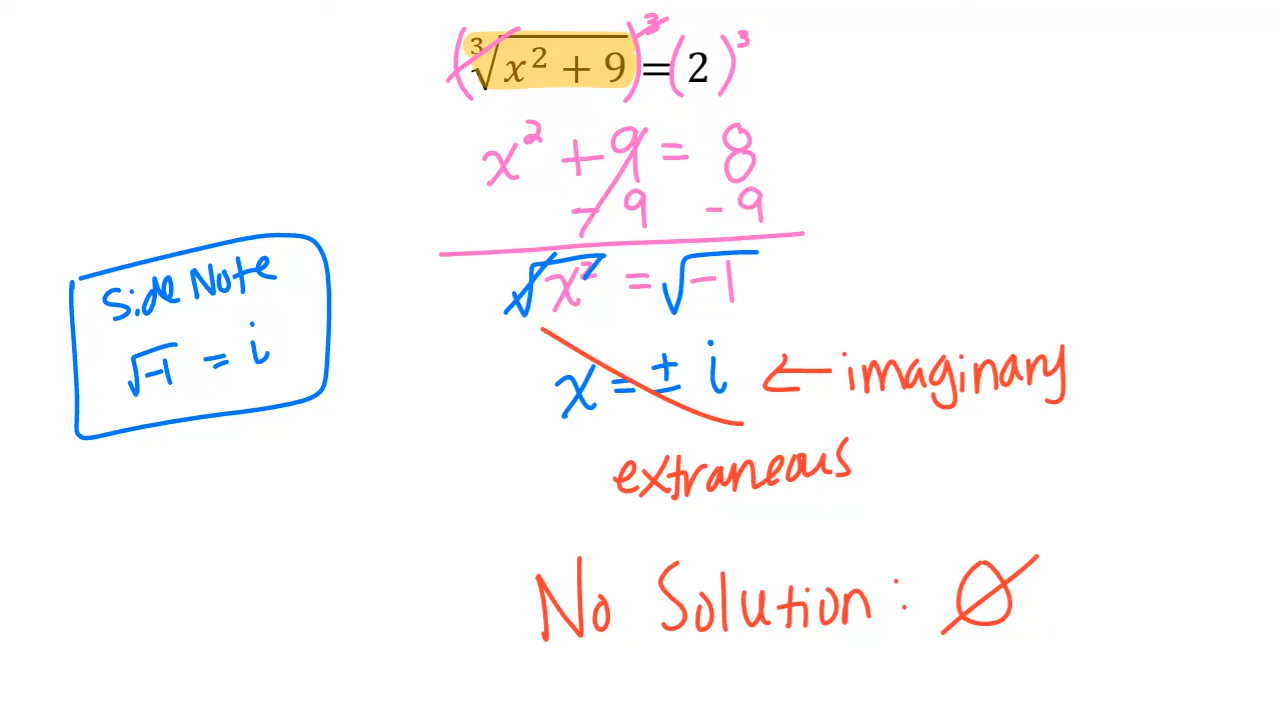 (∛(x² + 9))³ = (2)³
x² + 9 = 8
- 9 - 9
√x² = √-1
Side Note
√-1 = i
x = ± i ← imaginary
extraneous
No Solution: Ø